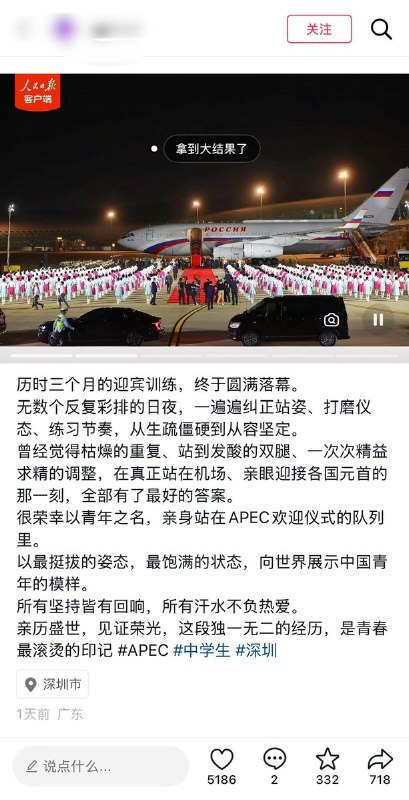 关注
人民日报
客户端
拿到大结果了
РОССИЯ
历时三个月的迎宾训练，终于圆满落幕。
无数个反复彩排的日夜，一遍遍纠正站姿、打磨仪
态、练习节奏，从生疏僵硬到从容坚定。
曾经觉得枯燥的重复、站到发酸的双腿、一次次精益
求精的调整，在真正站在机场、亲眼迎接各国元首的
那一刻，全部有了最好的答案。
很荣幸以青年之名，亲身站在APEC欢迎仪式的队列
里。
以最挺拔的姿态，最饱满的状态，向世界展示中国青
年的模样。
所有坚持皆有回响，所有汗水不负热爱。
亲历盛世，见证荣光，这段独一无二的经历，是青春
最滚烫的印记 #APEC #中学生 #深圳
深圳市
1天前 广东
说点什么...
5186
2
332
718